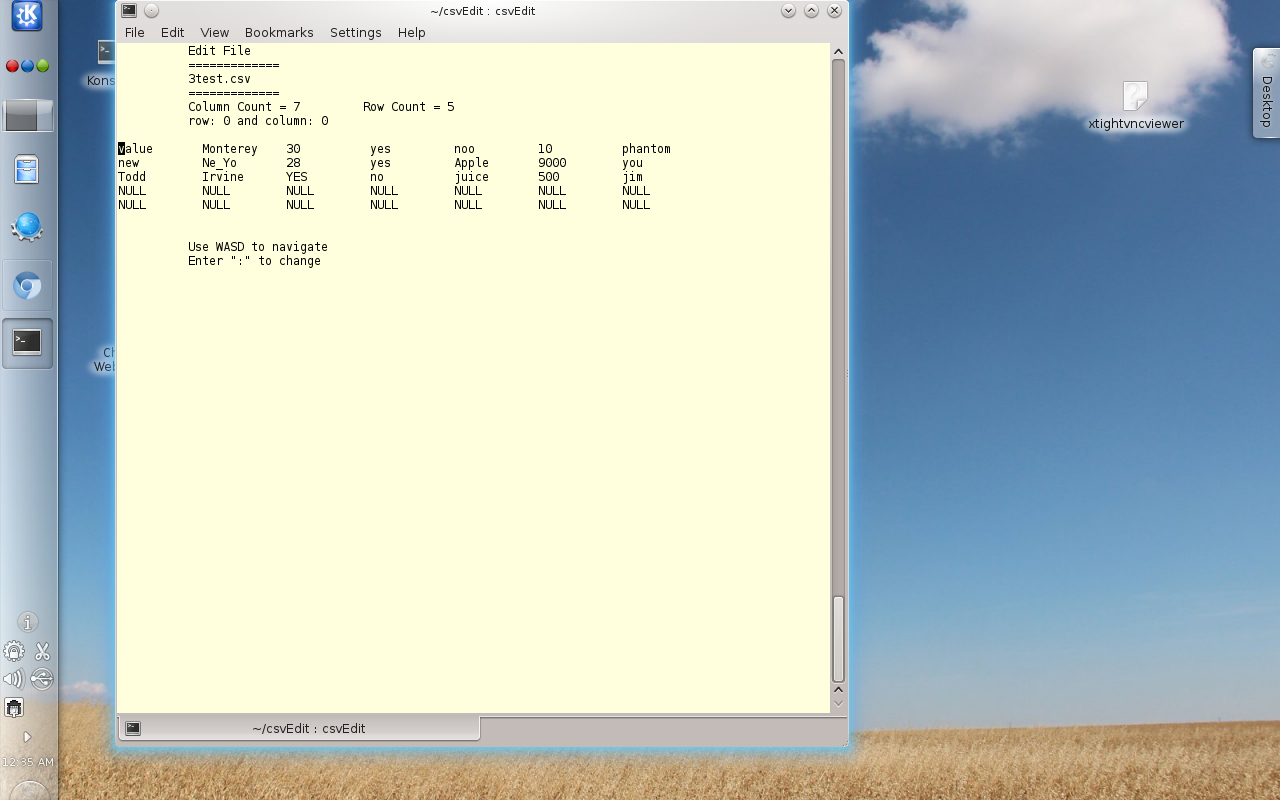 ~/csvEdit : csvEdit
File Edit View Bookmarks Settings Help
Edit File
=============
3test.csv
=============
Column Count = 7 Row Count = 5
row: 0 and column: 0
value Monterey 30 yes noo 10 phantom
new Ne_Yo 28 yes Apple 9000 you
Todd Irvine YES no juice 500 jim
NULL NULL NULL NULL NULL NULL NULL
NULL NULL NULL NULL NULL NULL NULL
Use WASD to navigate
Enter ":" to change
~/csvEdit : csvEdit
Kons
Ch
Web
xtightvncviewer
Desktop
12:35 AM